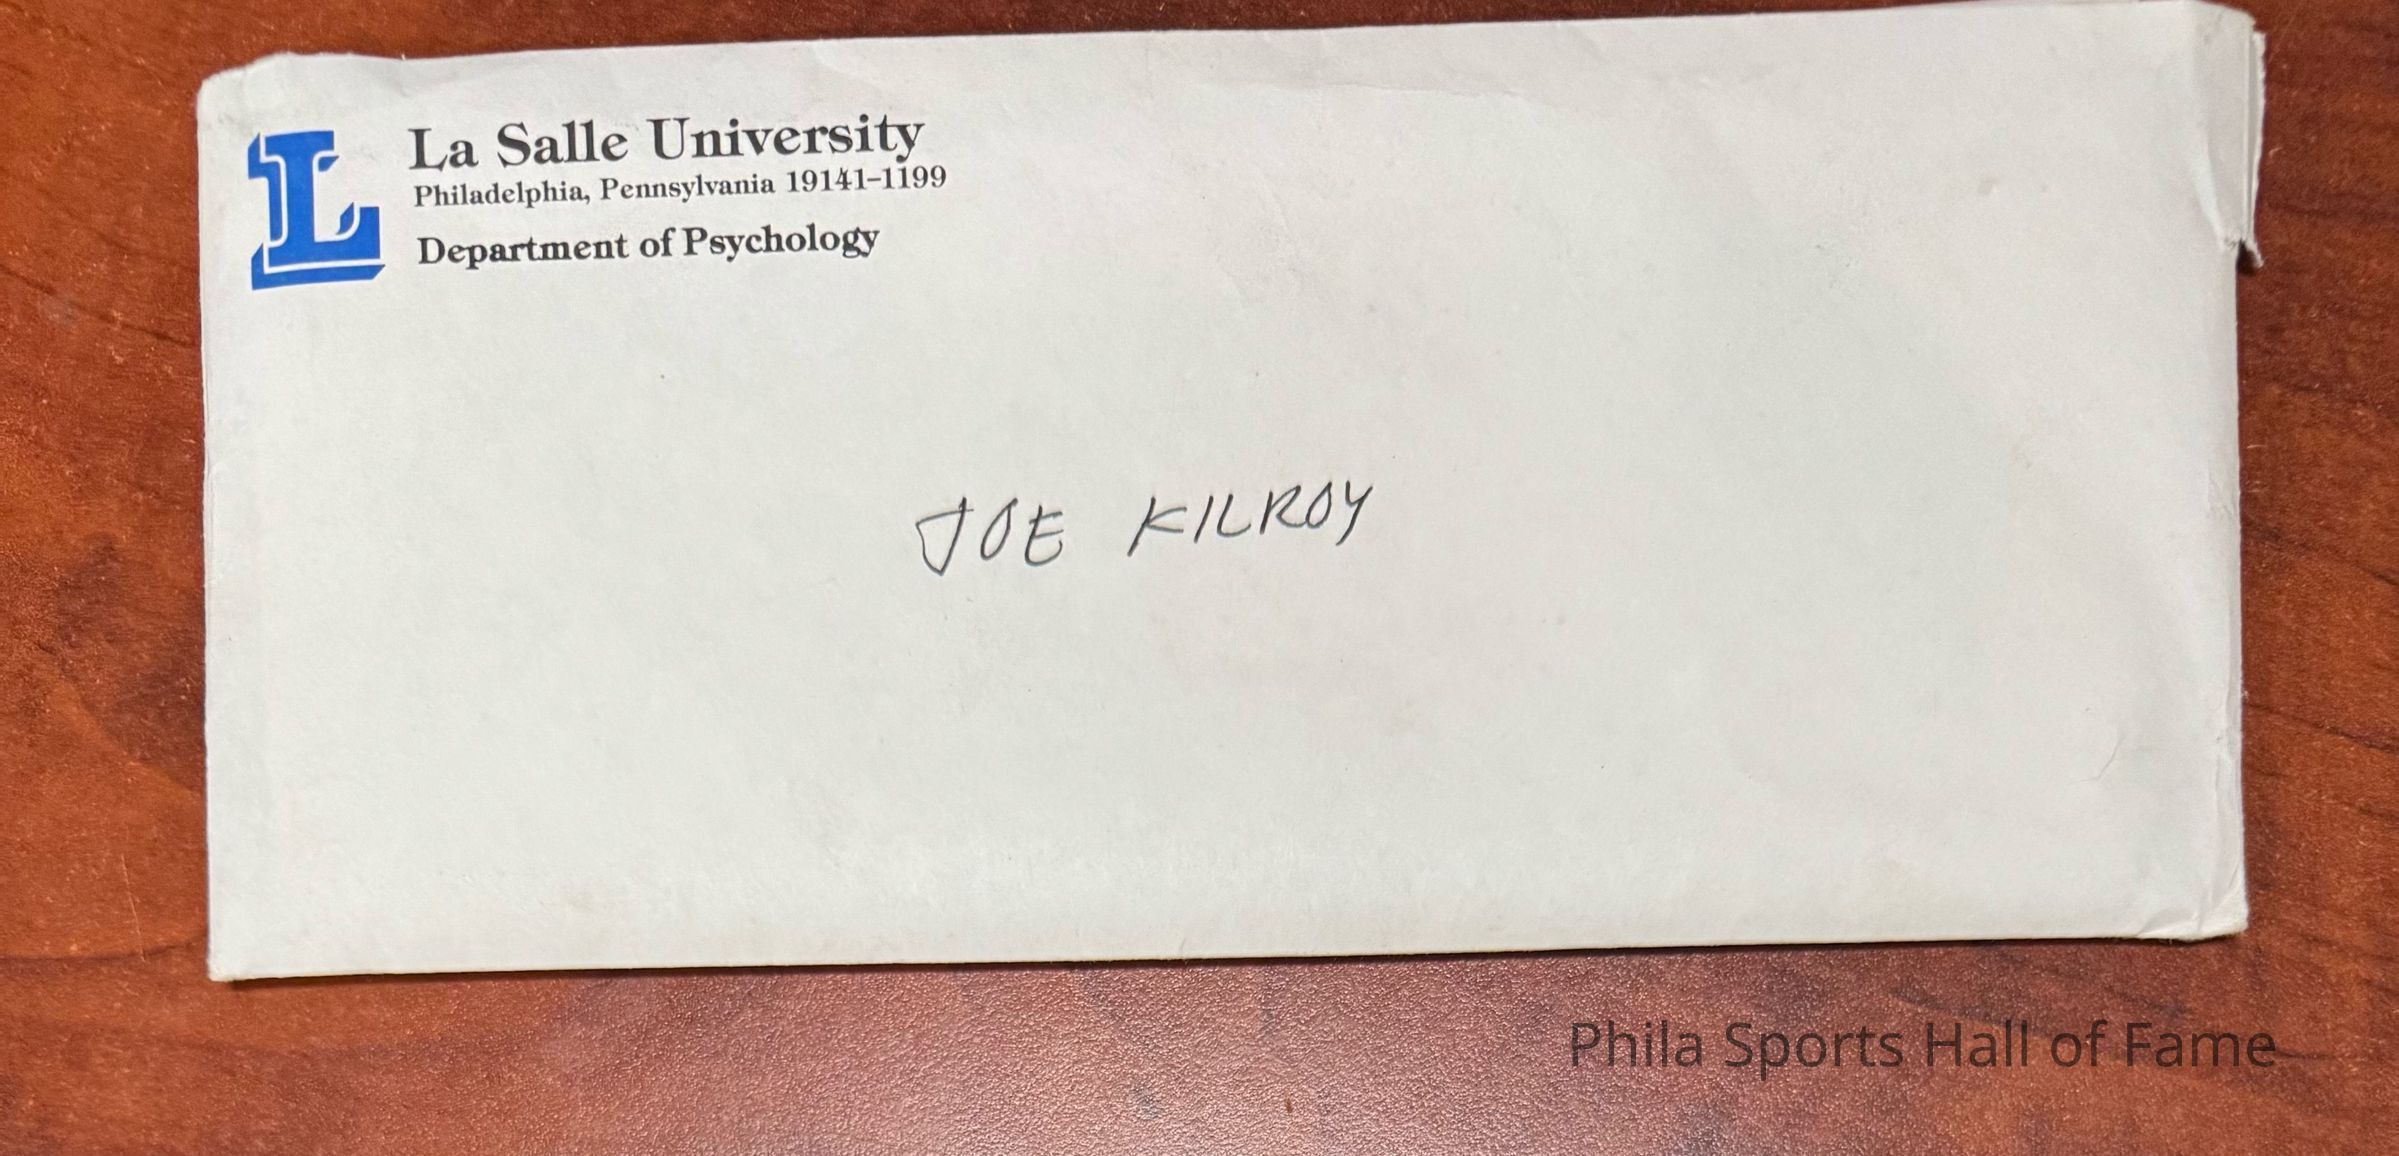 L
La Salle University
Philadelphia, Pennsylvania 19141-1199
Department of Psychology
JOE KILROY
Phila Sports Hall of Fame